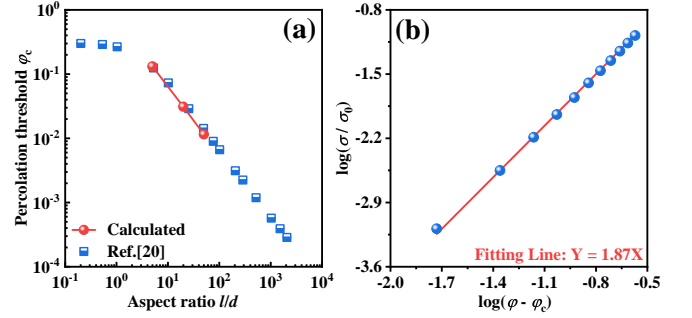 (a)
Percolation threshold φc
10^0
10^-1
10^-2
10^-3
10^-4
Calculated
Ref.[20]
10^-1 10^0 10^1 10^2 10^3 10^4
Aspect ratio l/d
(b)
log(σ/ σ0)
-0.8
-1.5
-2.2
-2.9
-3.6
Fitting Line: Y = 1.87X
-2.0 -1.7 -1.4 -1.1 -0.8 -0.5
log(φ - φc)